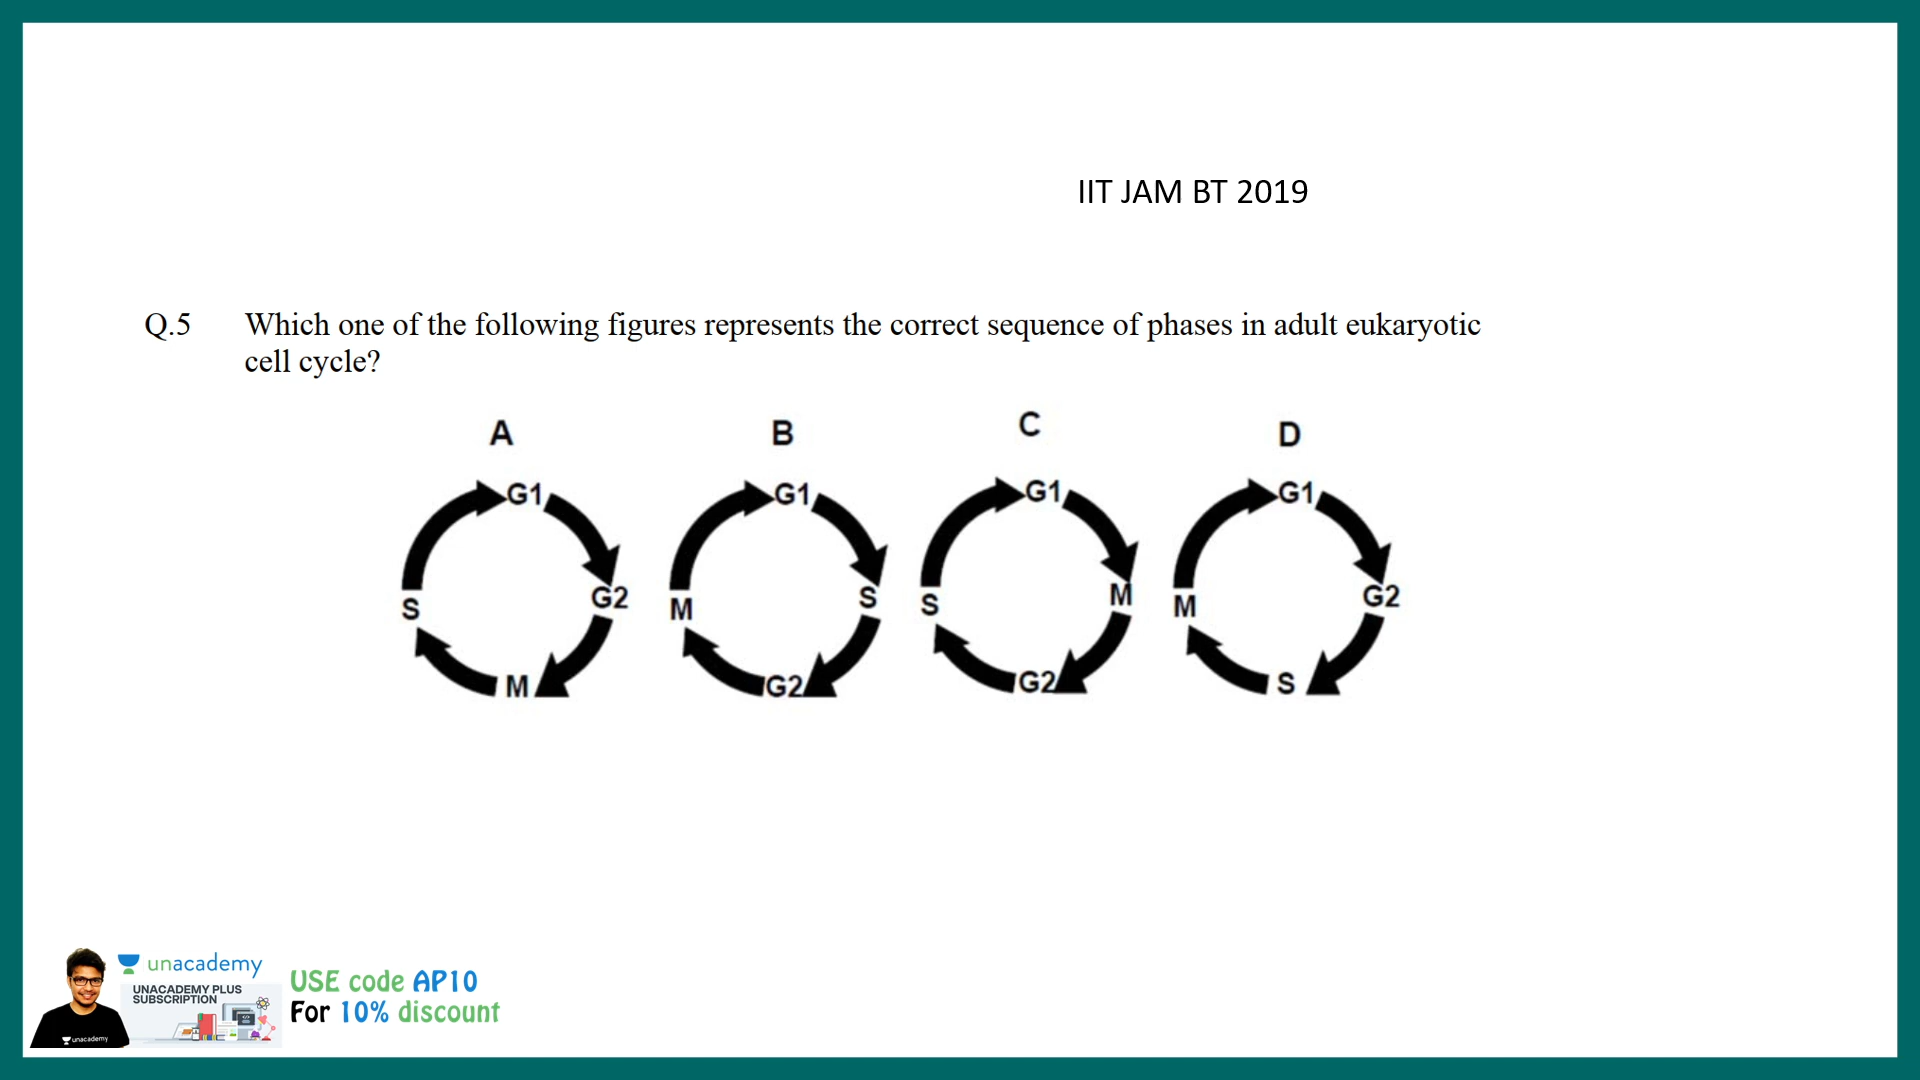 IIT JAM BT 2019
Q.5 Which one of the following figures represents the correct sequence of phases in adult eukaryotic
cell cycle?
A B C D
G1 G1 G1 G1
G2 S M G2
S M S M
M G2 G2 S
unacademy
UNACADEMY PLUS
SUBSCRIPTION
unacademy
USE code AP10
For 10% discount